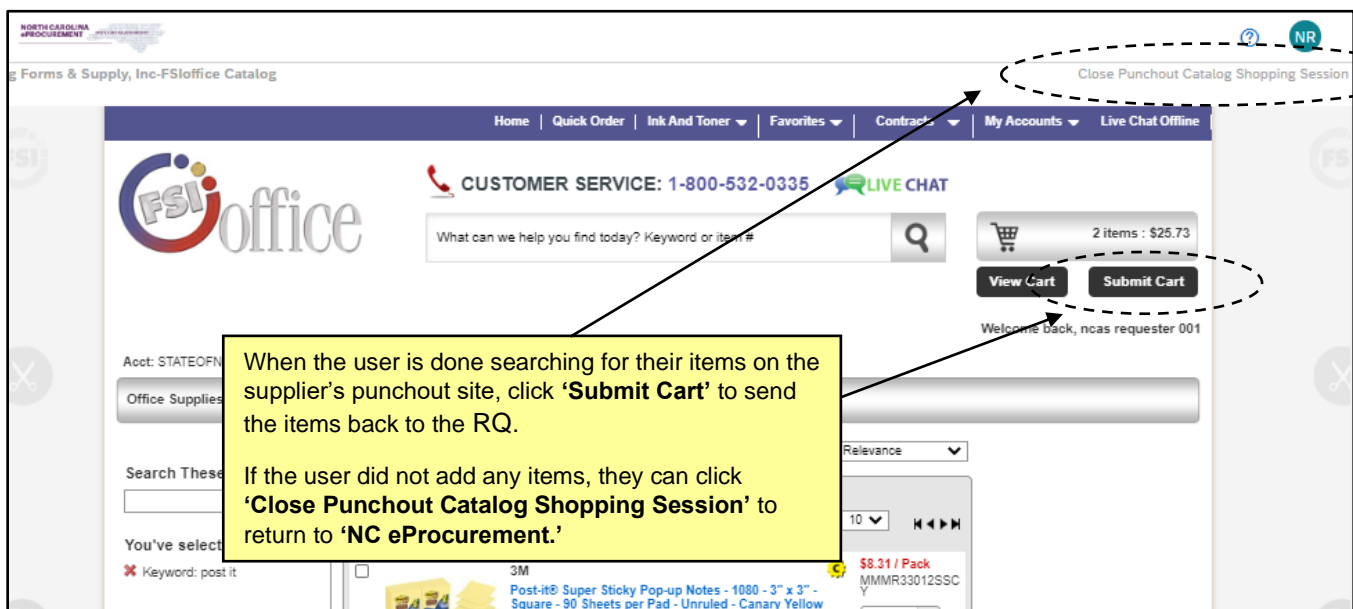 NORTH CAROLINA
ePROCUREMENT
NR
g Forms & Supply, Inc-FSIoffice Catalog
Close Punchout Catalog Shopping Session
Home | Quick Order | Ink And Toner | Favorites | Contracts | My Accounts Live Chat Offline |
FSI
FSI office
CUSTOMER SERVICE: 1-800-532-0335 LIVE CHAT
FS
What can we help you find today? Keyword or item #
2 items : $25.73
View Cart Submit Cart
Welcome back, ncas requester 001
Acct: STATEOFN
When the user is done searching for their items on the
supplier's punchout site, click ‘Submit Cart’ to send
the items back to the RQ.
If the user did not add any items, they can click
‘Close Punchout Catalog Shopping Session’ to
return to ‘NC eProcurement.’
Office Supplies
Relevance
Search These
10
You've select
Keyword: post it
3M
C
$8.31 / Pack
MMMR33012SSC
Y
Post-it® Super Sticky Pop-up Notes - 1080 - 3" x 3" -
Square - 90 Sheets per Pad - Unruled - Canary Yellow